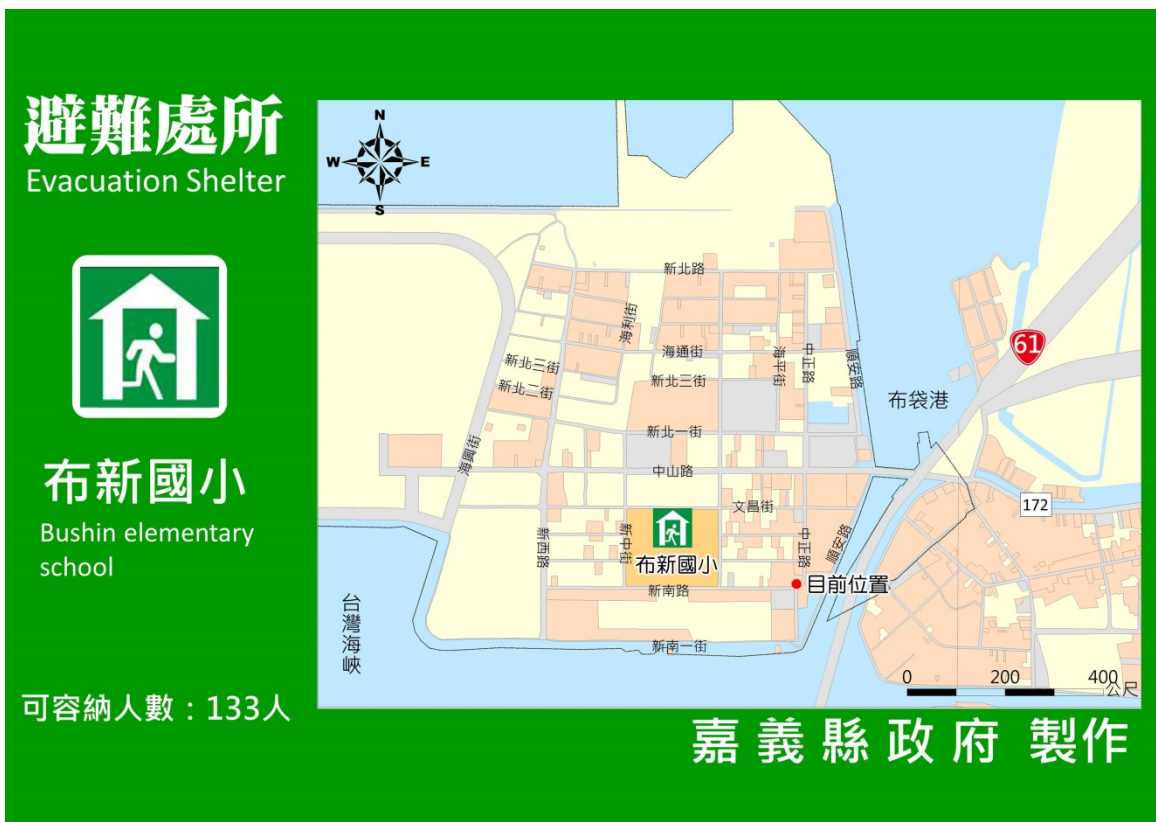 避難處所
Evacuation Shelter
布新國小
Bushin elementary
school
可容納人數：133人
N
W
E
S
新北路
海利街
海通街
新北三街
新北三街
新北二街
海平街
中正路
順安路
61
布袋港
新北一街
海興街
中山路
172
文昌街
新西路
新中街
布新國小
中正路
順安路
目前位置
新南路
新南一街
台灣海峽
0
200
400
公尺
嘉義縣政府 製作